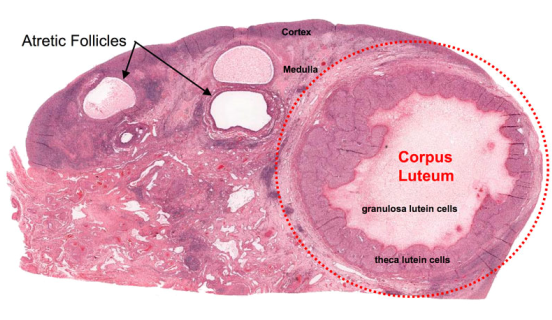 Atretic Follicles
Cortex
Medulla
Corpus
Luteum
granulosa lutein cells
theca lutein cells